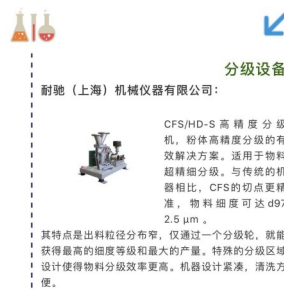 分级设备
耐驰（上海）机械仪器有限公司：
CFS/HD-S高精度分级
机，粉体高精度分级的有
效解决方案。适用于物料
超精细分级。与传统的机
器相比，CFS的切点更精
准，物料细度可达d97
2.5 μm 。
其特点是出料粒径分布窄，仅通过一个分级轮，就能
获得最高的细度等级和最大的产量。特殊的分级区域
设计使得物料分级效率更高。机器设计紧凑，清洗方
便。